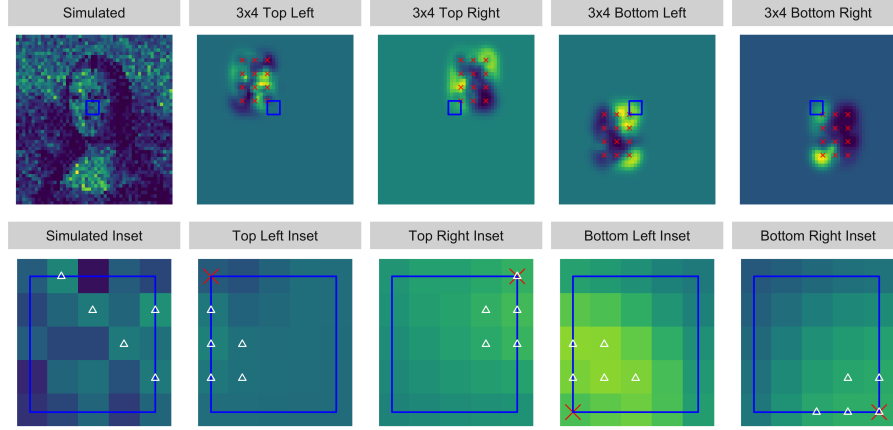 Simulated
3x4 Top Left
3x4 Top Right
3x4 Bottom Left
3x4 Bottom Right
Simulated Inset
Top Left Inset
Top Right Inset
Bottom Left Inset
Bottom Right Inset